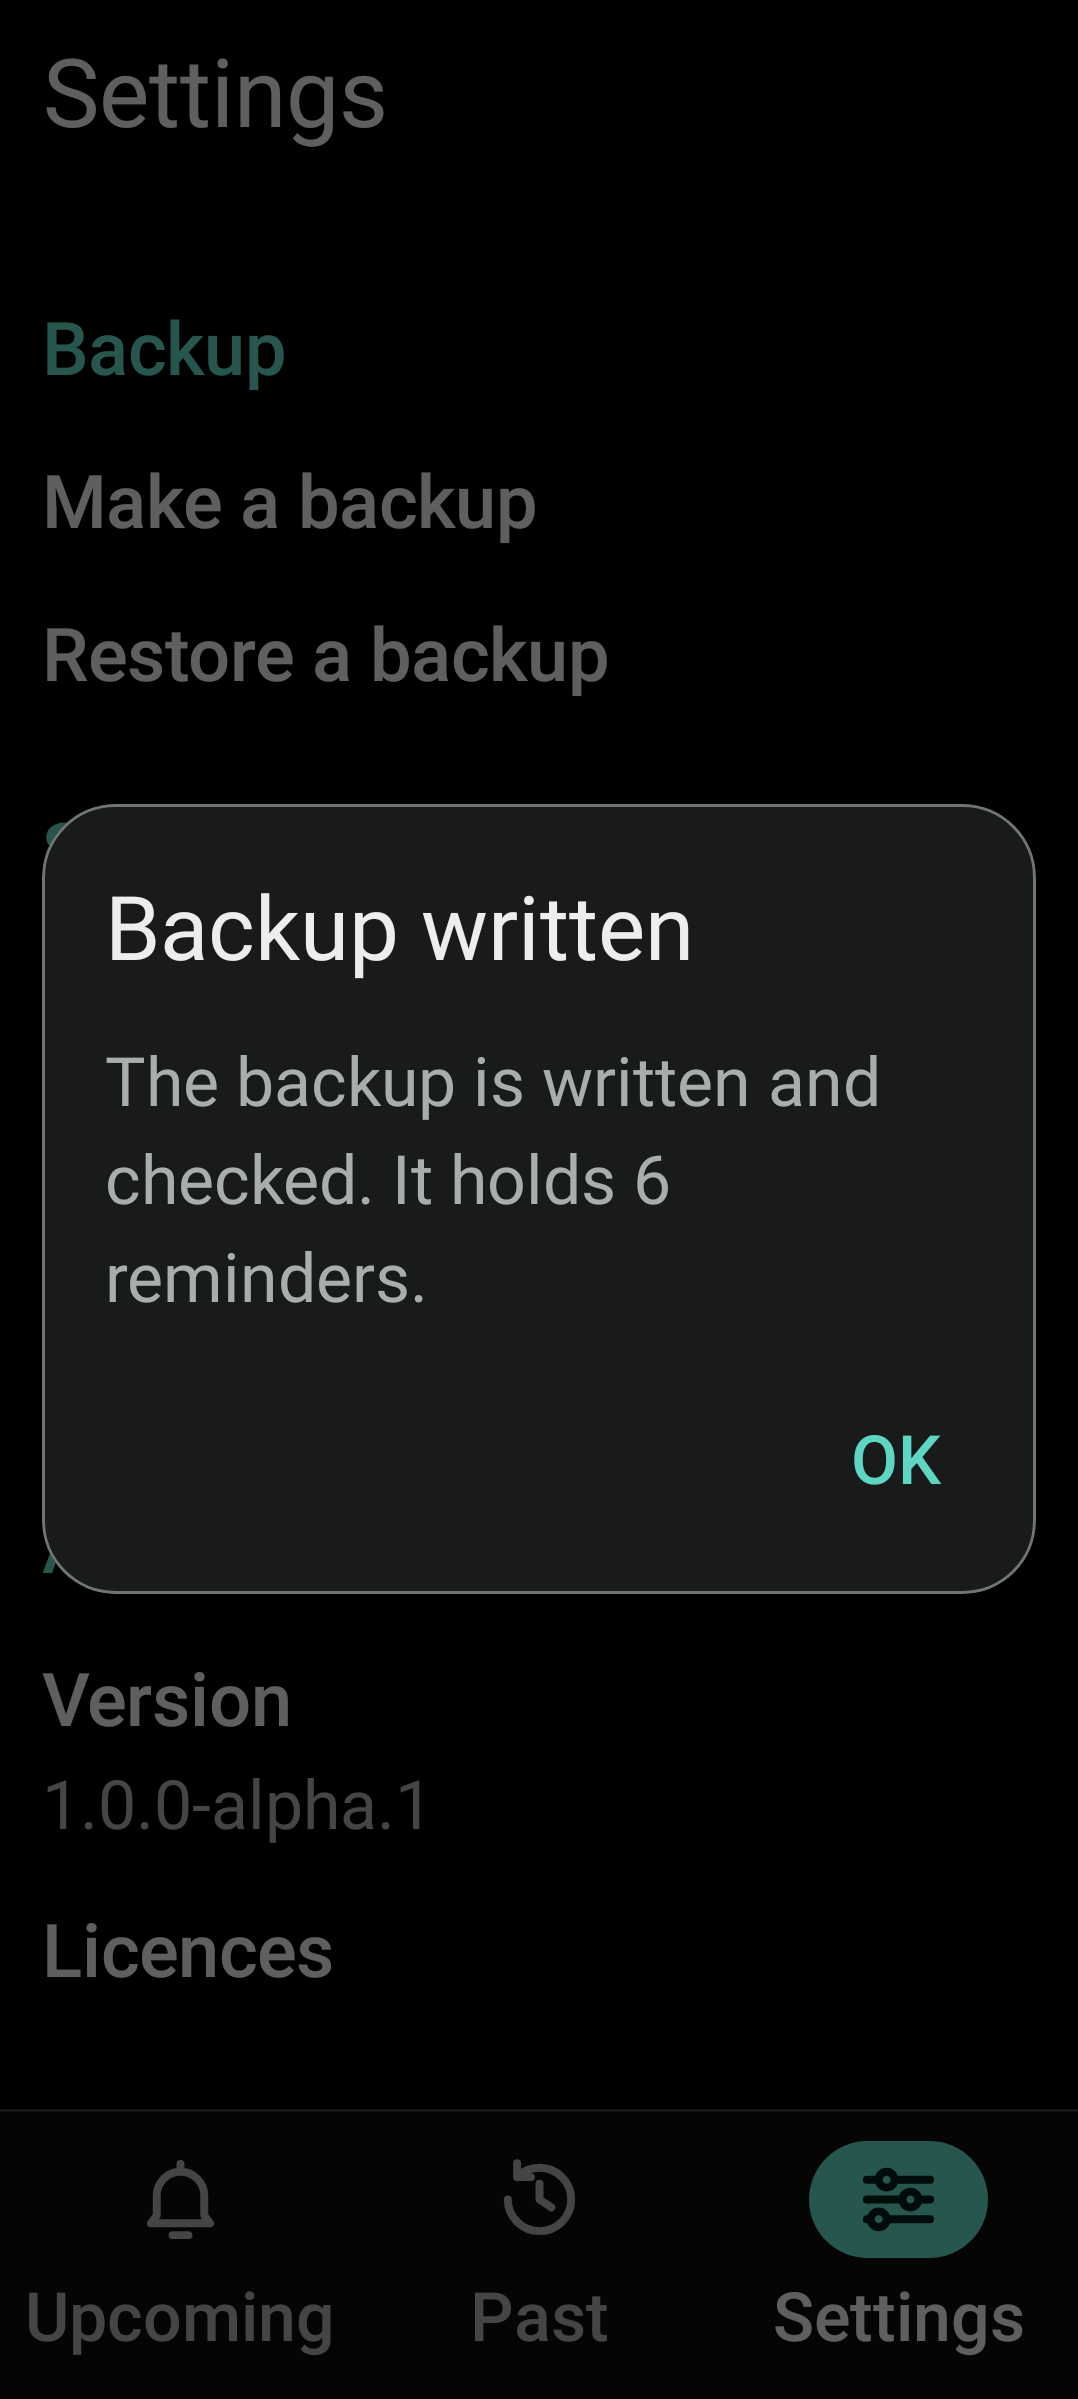 Settings
Backup
Make a backup
Restore a backup
Backup written
The backup is written and
checked. It holds 6
reminders.
OK
Version
1.0.0-alpha.1
Licences
Upcoming
Past
Settings